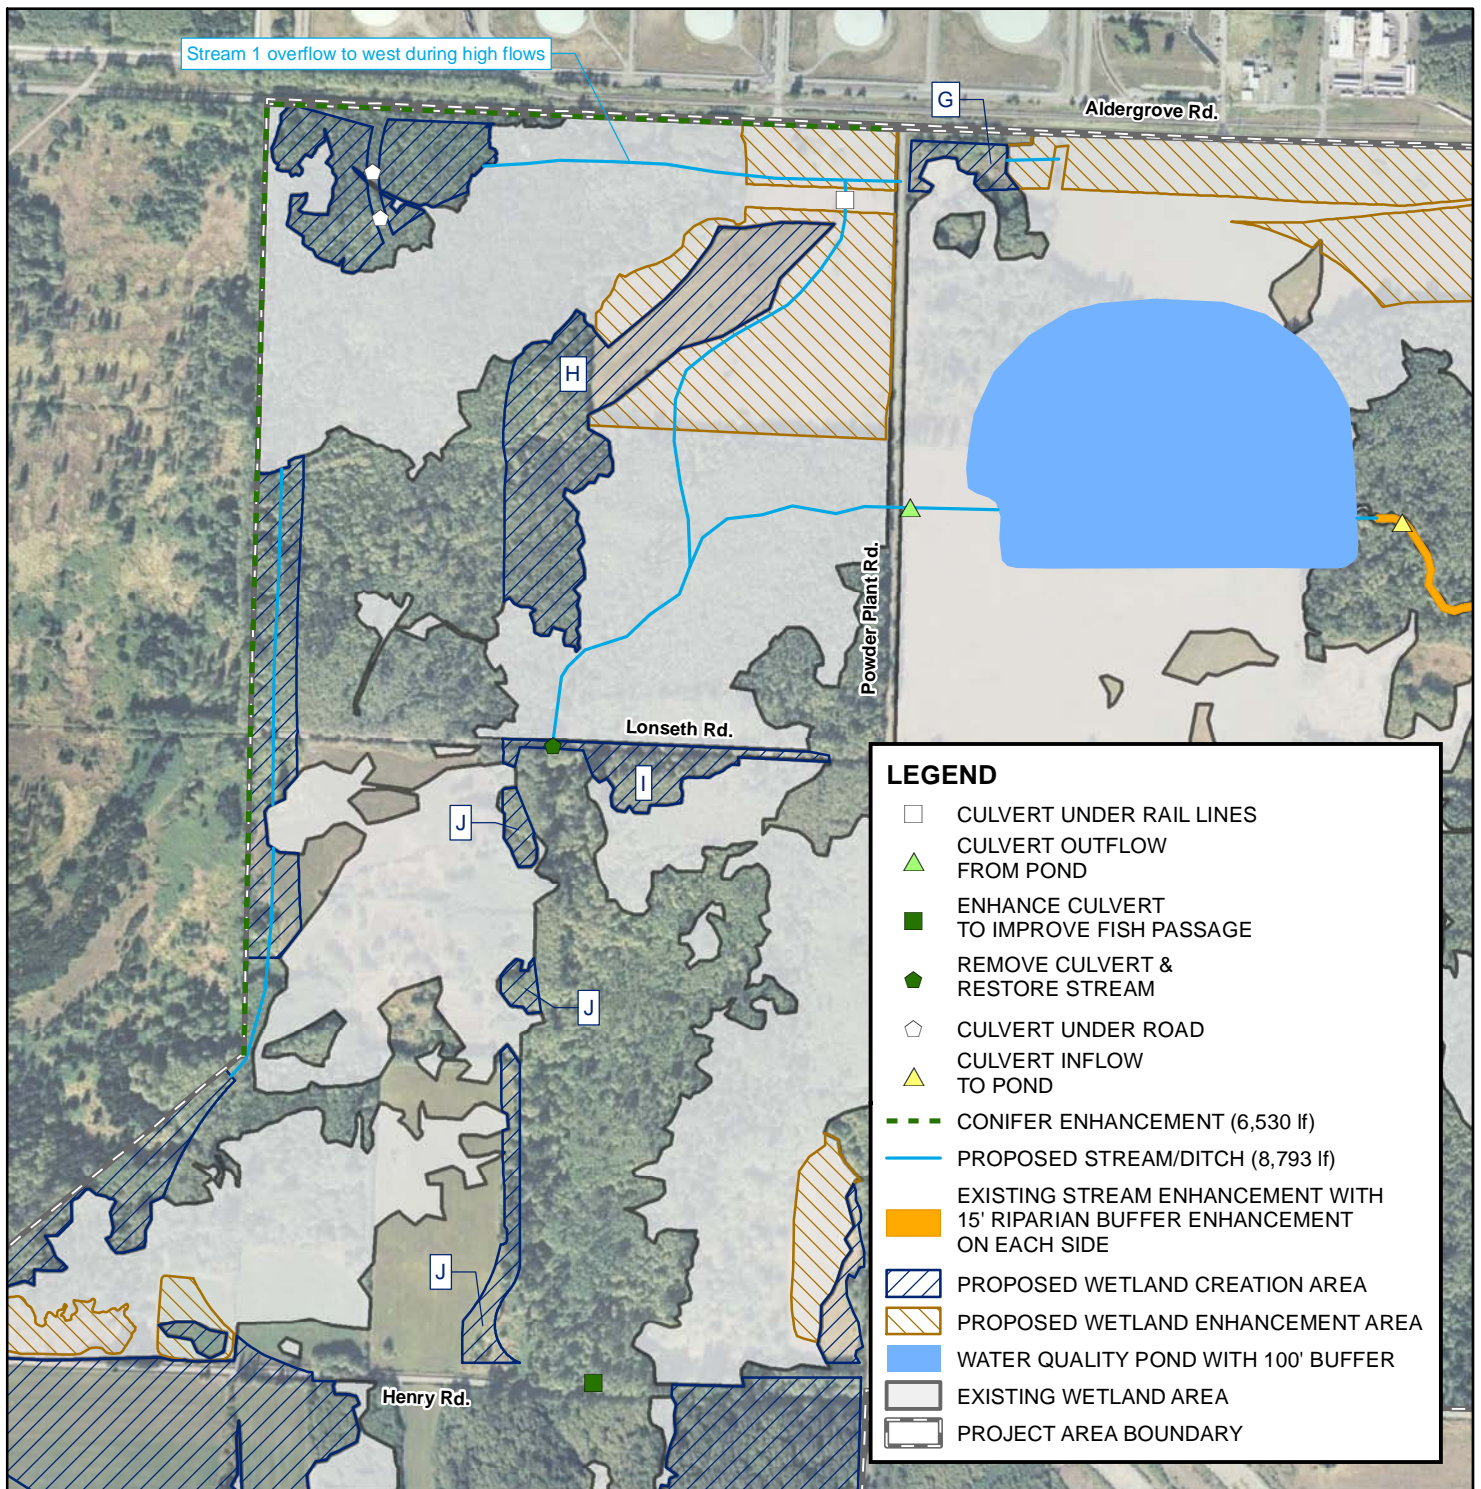 Stream 1 overflow to west during high flows
G
Aldergrove Rd.
H
Powder Plant Rd.
Lonseth Rd.
I
J
J
J
Henry Rd.
LEGEND
CULVERT UNDER RAIL LINES
CULVERT OUTFLOW
FROM POND
ENHANCE CULVERT
TO IMPROVE FISH PASSAGE
REMOVE CULVERT &
RESTORE STREAM
CULVERT UNDER ROAD
CULVERT INFLOW
TO POND
CONIFER ENHANCEMENT (6,530 lf)
PROPOSED STREAM/DITCH (8,793 lf)
EXISTING STREAM ENHANCEMENT WITH
15' RIPARIAN BUFFER ENHANCEMENT
ON EACH SIDE
PROPOSED WETLAND CREATION AREA
PROPOSED WETLAND ENHANCEMENT AREA
WATER QUALITY POND WITH 100' BUFFER
EXISTING WETLAND AREA
PROJECT AREA BOUNDARY